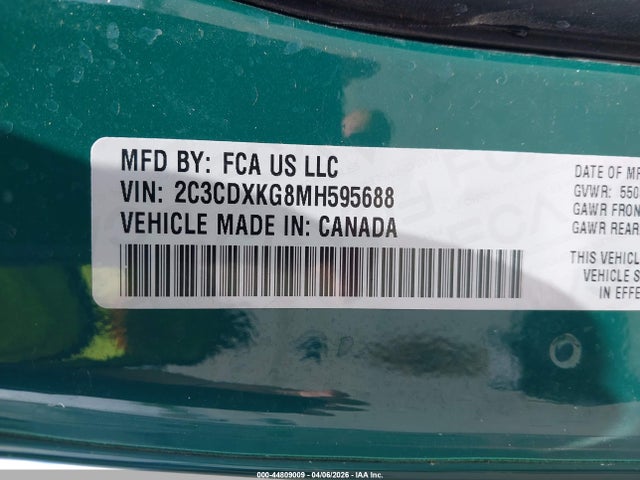 MFD BY: FCA US LLC
VIN: 2C3CDXKG8MH595688
VEHICLE MADE IN: CANADA
DATE OF MF
GVWR: 550
GAWR FRON
GAWR REAR
THIS VEHICL
VEHICLE S
IN EFFE
000-44809009 - 04/06/2026 - IAA Inc.